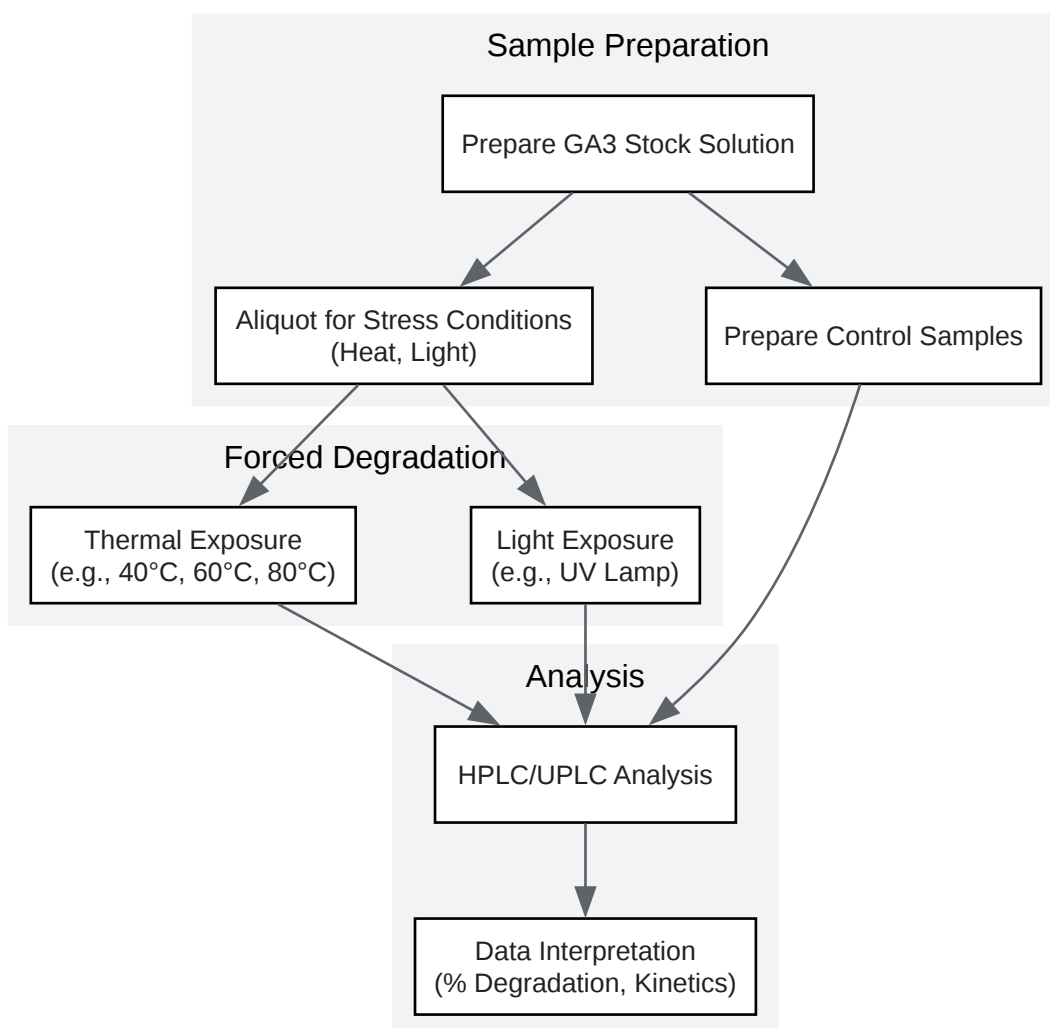 Sample Preparation
Prepare GA3 Stock Solution
Aliquot for Stress Conditions
(Heat, Light)
Prepare Control Samples
Forced Degradation
Thermal Exposure
(e.g., 40°C, 60°C, 80°C)
Light Exposure
(e.g., UV Lamp)
Analysis
HPLC/UPLC Analysis
Data Interpretation
(% Degradation, Kinetics)